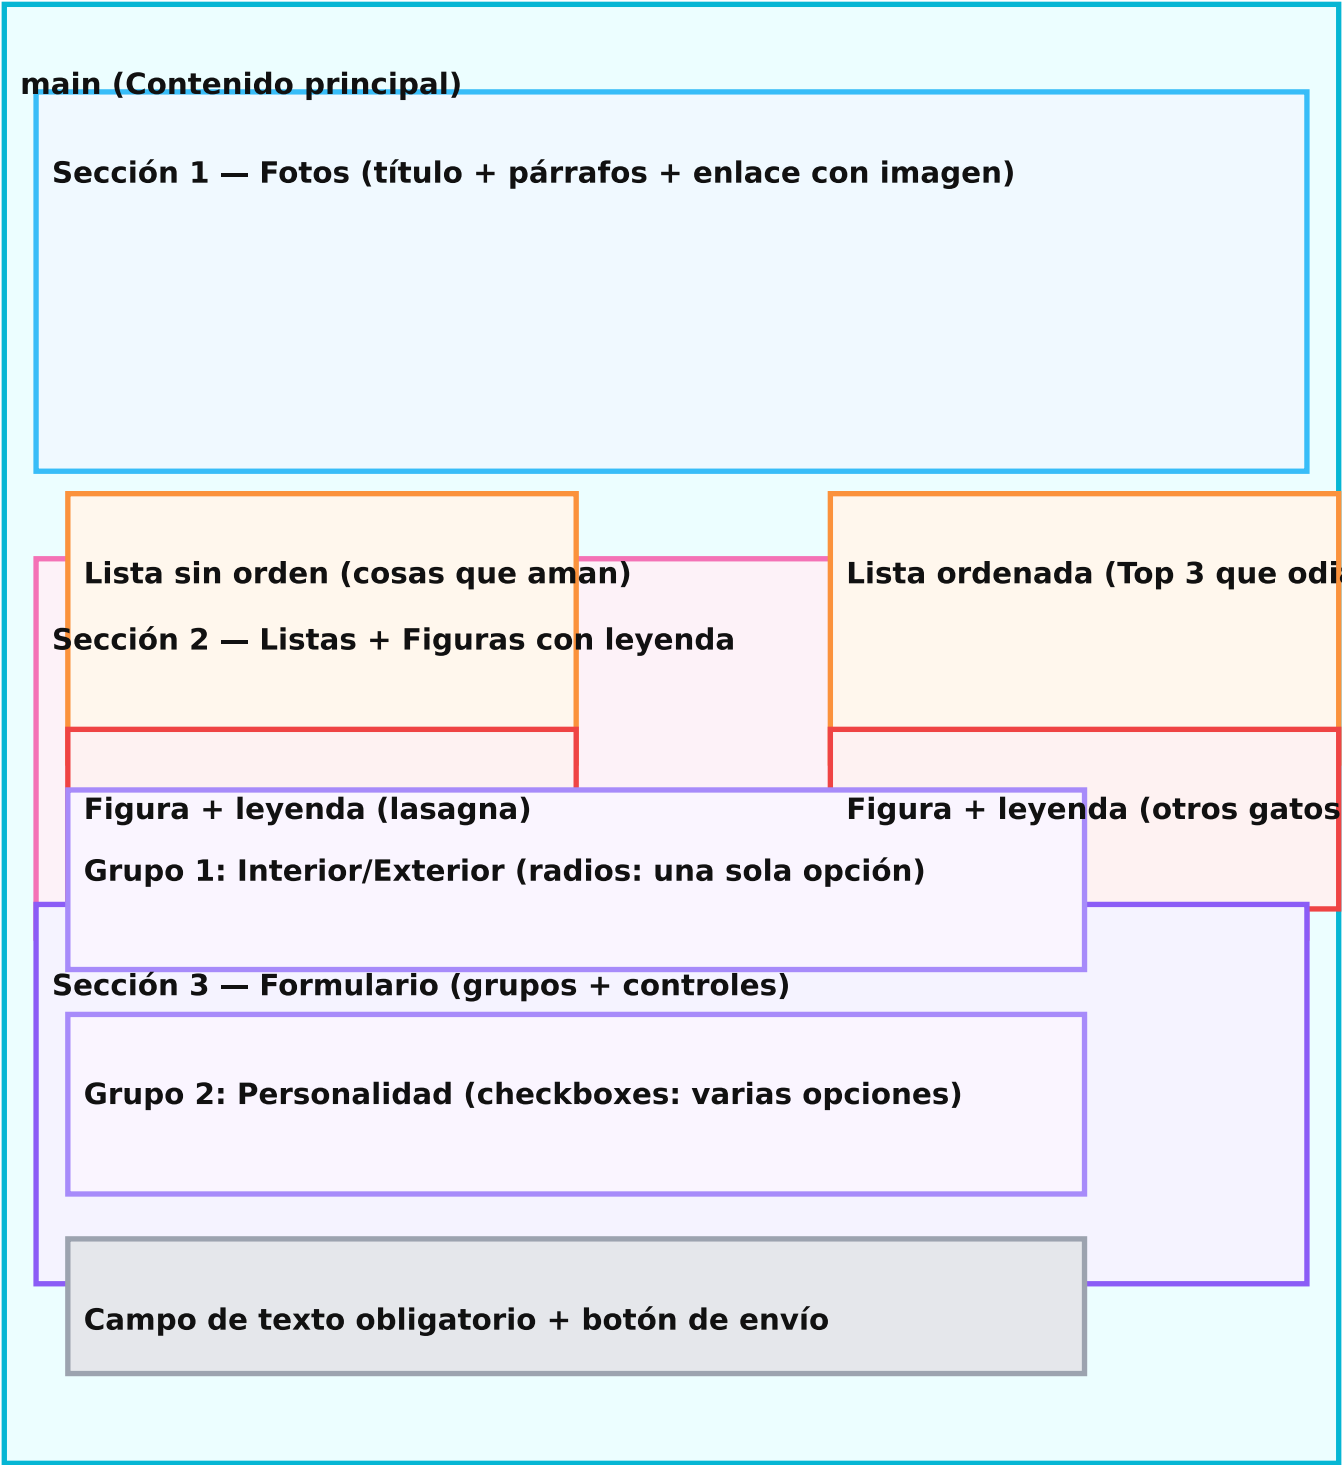 main (Contenido principal)
Sección 1 — Fotos (título + párrafos + enlace con imagen)
Lista sin orden (cosas que aman)
Lista ordenada (Top 3 que odia
Sección 2 — Listas + Figuras con leyenda
Figura + leyenda (lasagna)
Figura + leyenda (otros gatos
Grupo 1: Interior/Exterior (radios: una sola opción)
Sección 3 — Formulario (grupos + controles)
Grupo 2: Personalidad (checkboxes: varias opciones)
Campo de texto obligatorio + botón de envío